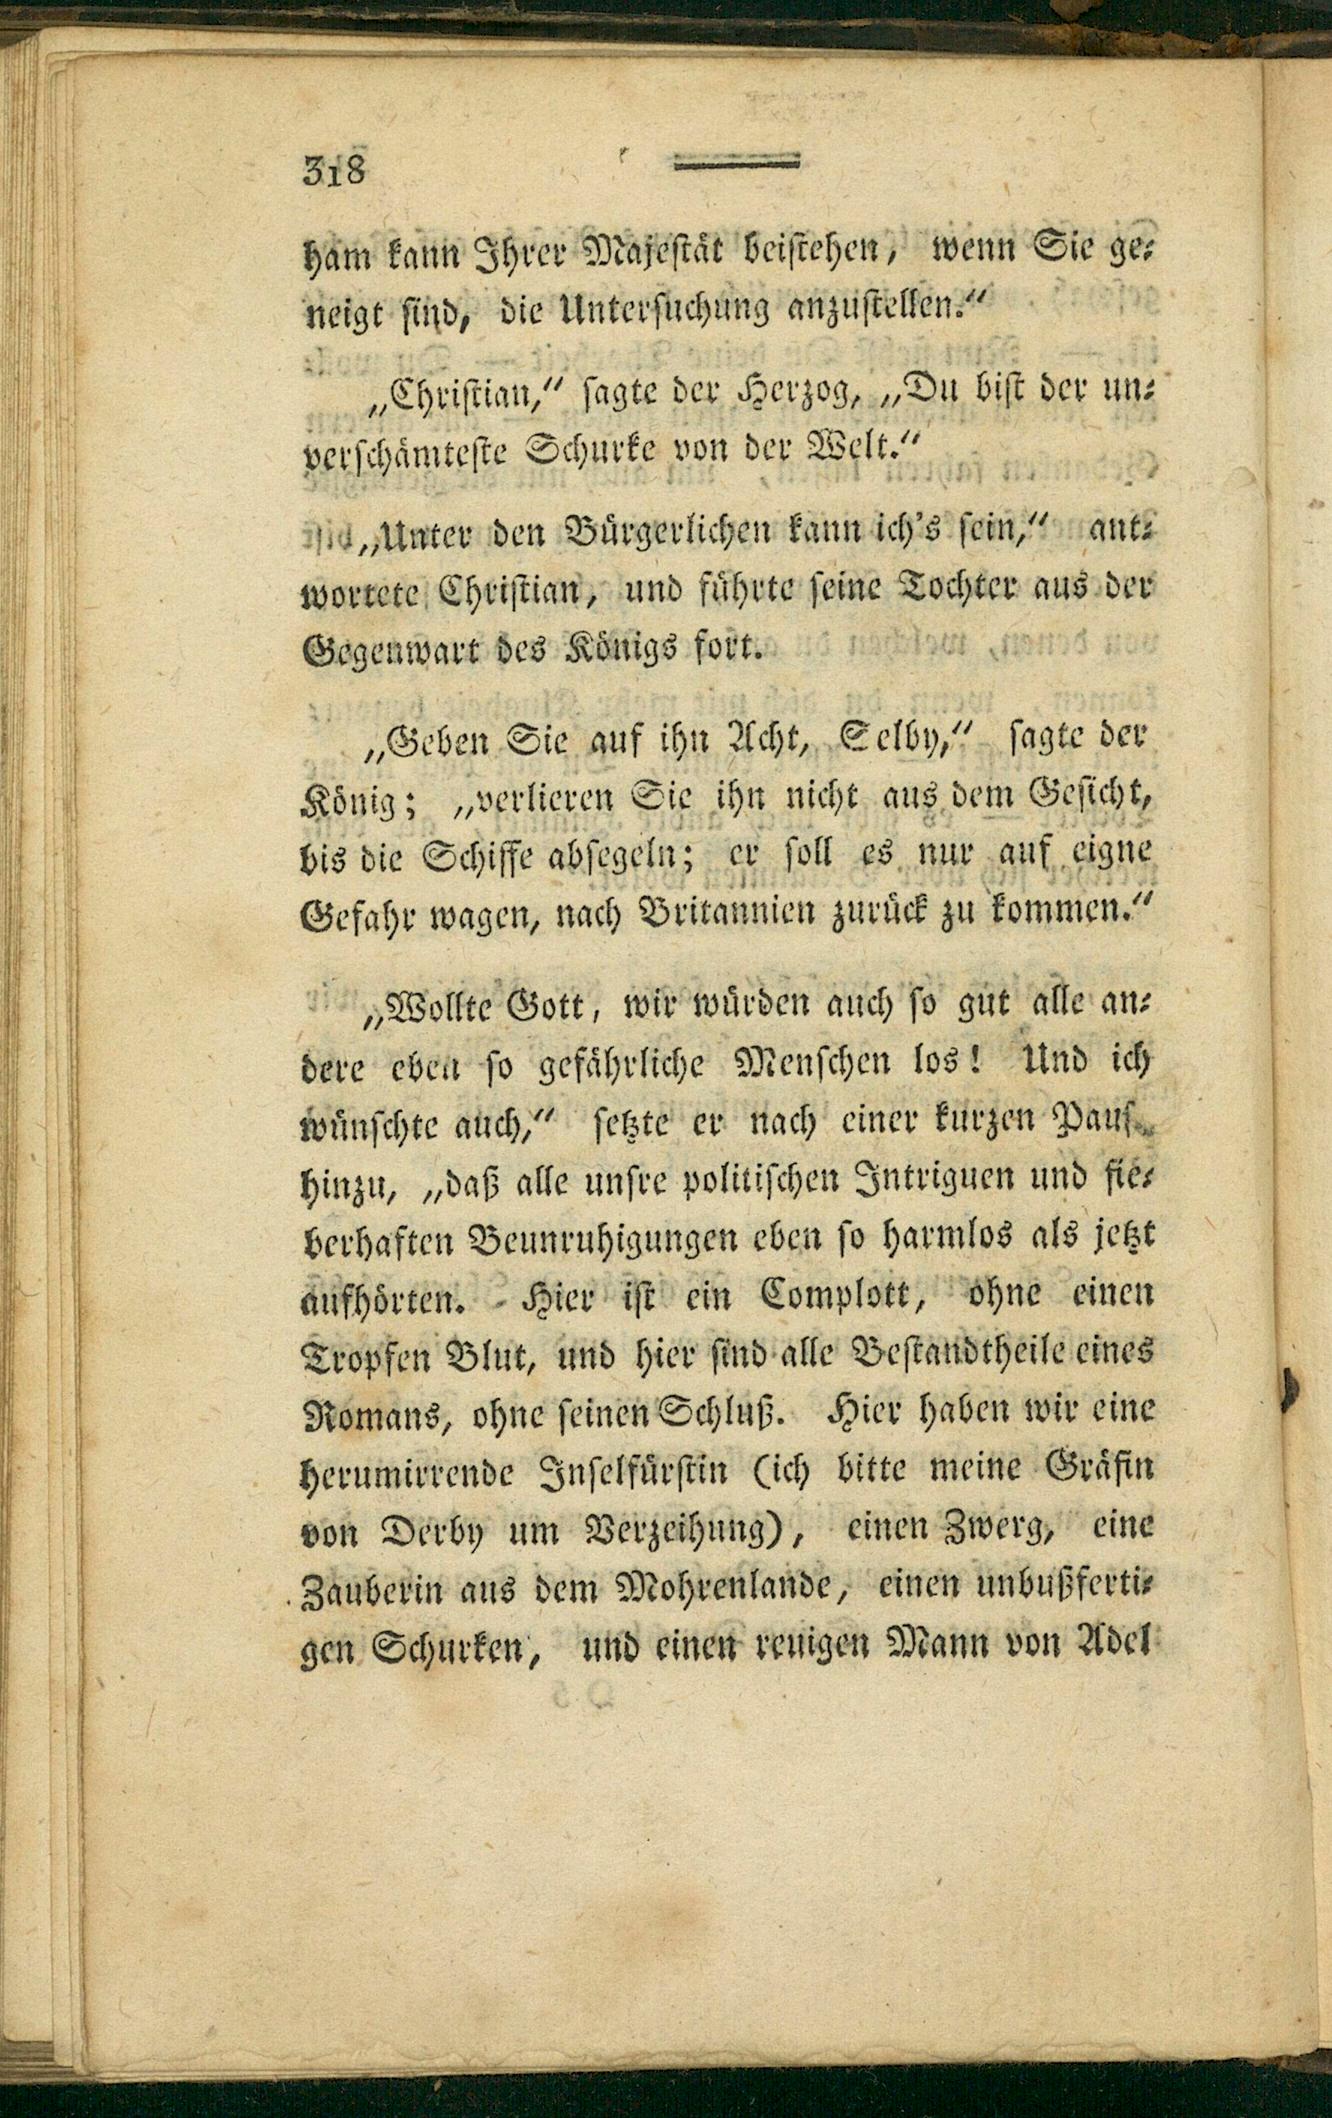 318
ham kann Ihrer Majestät beistehen, wenn Sie ge-
neigt sind, die Untersuchung anzustellen.“
„Christian,“ sagte der Herzog, „Du bist der un-
verschämteste Schurke von der Welt.“
„Unter den Bürgerlichen kann ich's sein,“ ant-
wortete Christian, und führte seine Tochter aus der
Gegenwart des Königs fort.
„Geben Sie auf ihn Acht, Selby,“ sagte der
König; „verlieren Sie ihn nicht aus dem Gesicht,
bis die Schiffe absegeln; er soll es nur auf eigne
Gefahr wagen, nach Britannien zurück zu kommen.“
„Wollte Gott, wir würden auch so gut alle an-
dere eben so gefährliche Menschen los! Und ich
wünschte auch,“ setzte er nach einer kurzen Paus
hinzu, „daß alle unsre politischen Intriguen und fie-
berhaften Beunruhigungen eben so harmlos als jetzt
aufhörten. Hier ist ein Complott, ohne einen
Tropfen Blut, und hier sind alle Bestandtheile eines
Romans, ohne seinen Schluß. Hier haben wir eine
herumirrende Inselfürstin (ich bitte meine Gräfin
von Derby um Verzeihung), einen Zwerg, eine
Zauberin aus dem Mohrenlande, einen unbußferti-
gen Schurken, und einen reuigen Mann von Adel